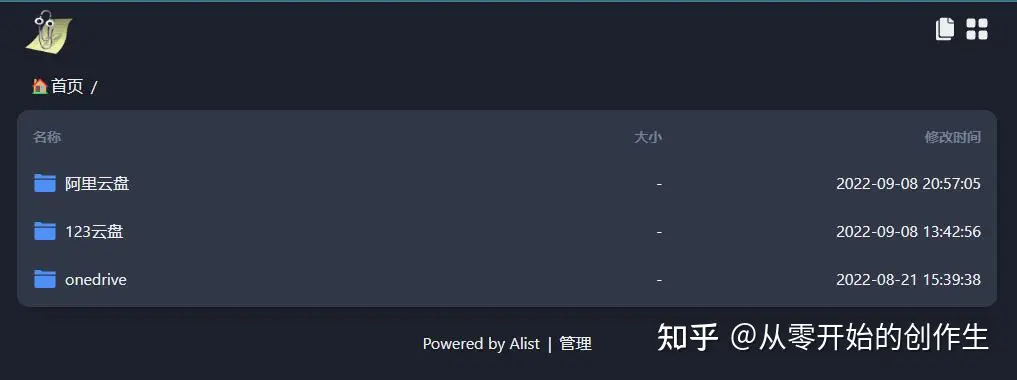 首页 /
名称 大小 修改时间
阿里云盘 - 2022-09-08 20:57:05
123云盘 - 2022-09-08 13:42:56
onedrive - 2022-08-21 15:39:38
Powered by Alist | 管理
知乎 @从零开始的创作生